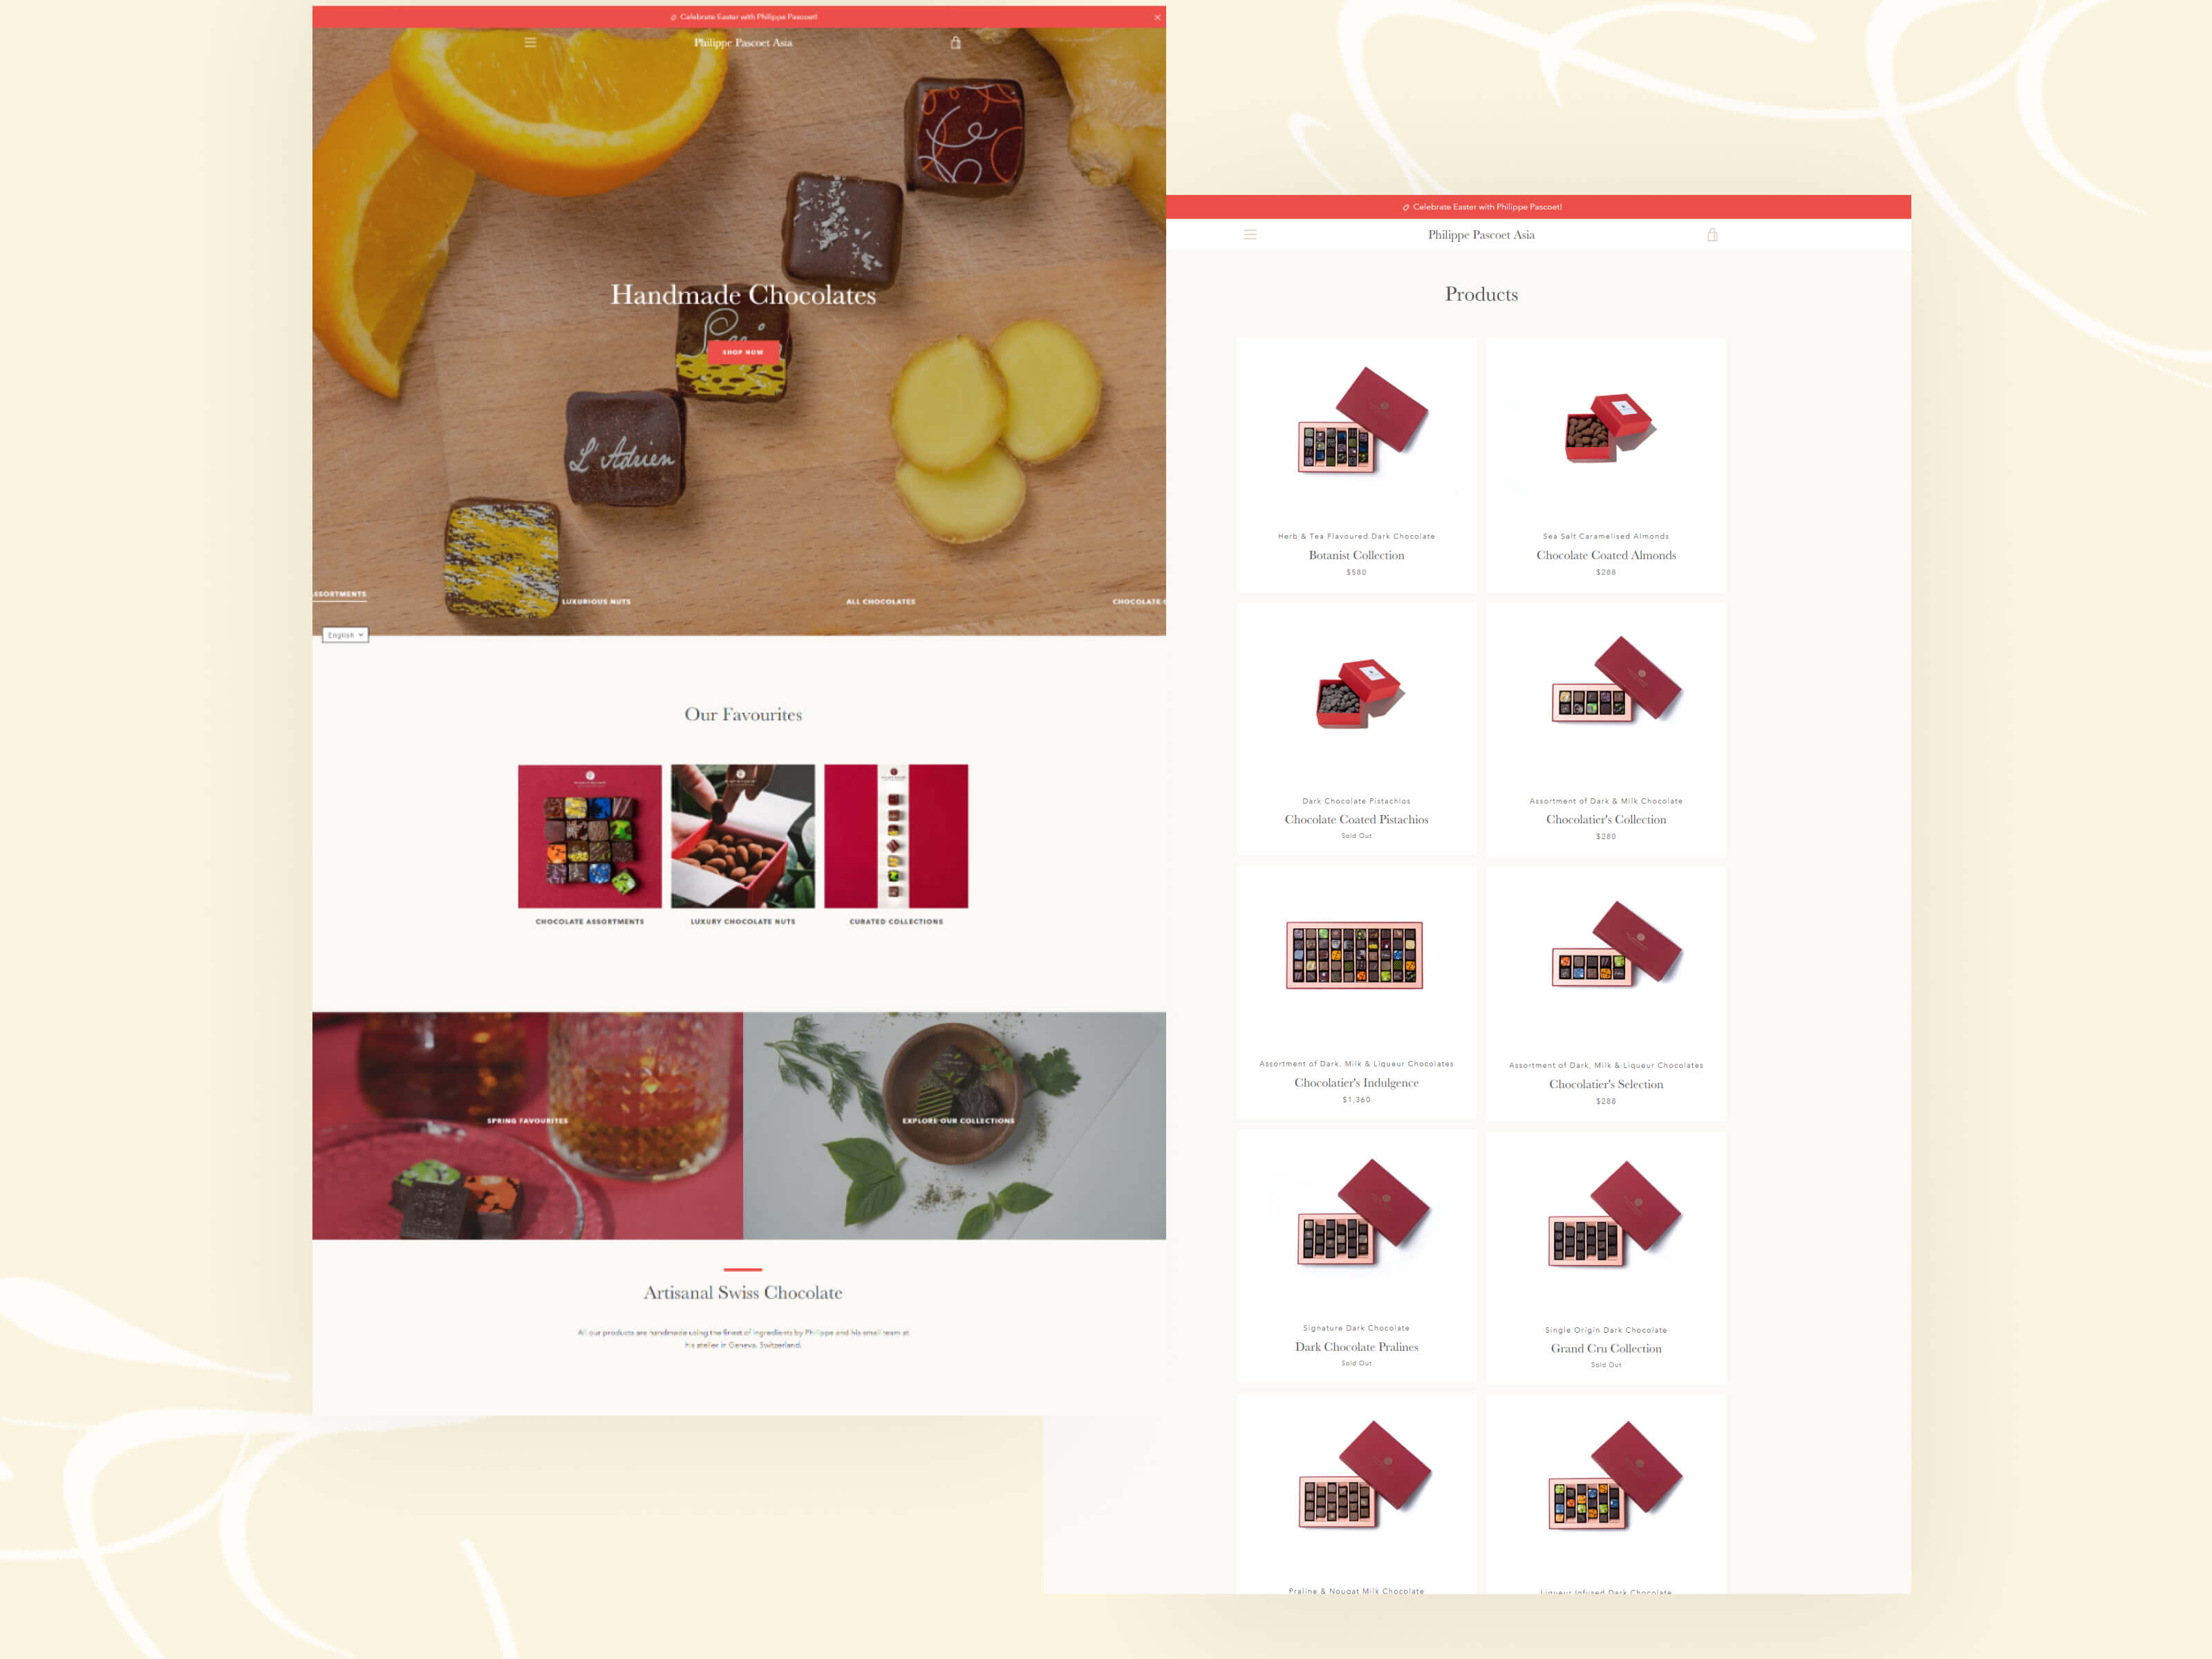 Celebrate Easter with Philippe Pascoet!
Philippe Pascoet Asia
L'Adrien
Handmade Chocolates
SHOP NOW
ASSORTMENTS
LUXURIOUS NUTS
ALL CHOCOLATES
CHOCOLATE
English
Our Favourites
CHOCOLATE ASSORTMENTS
LUXURY CHOCOLATE NUTS
CURATED COLLECTIONS
SPRING FAVOURITES
EXPLORE OUR COLLECTIONS
Artisanal Swiss Chocolate
All our products are handmade using the finest of ingredients by Philippe and his small team at
his atelier in Geneva, Switzerland.
Celebrate Easter with Philippe Pascoet!
Philippe Pascoet Asia
Products
Herb & Tea Flavoured Dark Chocolate
Botanist Collection
$580
Sea Salt Caramelised Almonds
Chocolate Coated Almonds
$288
Dark Chocolate Pistachios
Chocolate Coated Pistachios
Sold Out
Assortment of Dark & Milk Chocolate
Chocolatier's Collection
$280
Assortment of Dark, Milk & Liqueur Chocolates
Chocolatier's Indulgence
$1,360
Assortment of Dark, Milk & Liqueur Chocolates
Chocolatier's Selection
$288
Signature Dark Chocolate
Dark Chocolate Pralines
Sold Out
Single Origin Dark Chocolate
Grand Cru Collection
Sold Out
Praline & Nougat Milk Chocolate
Liqueur Infused Dark Chocolate